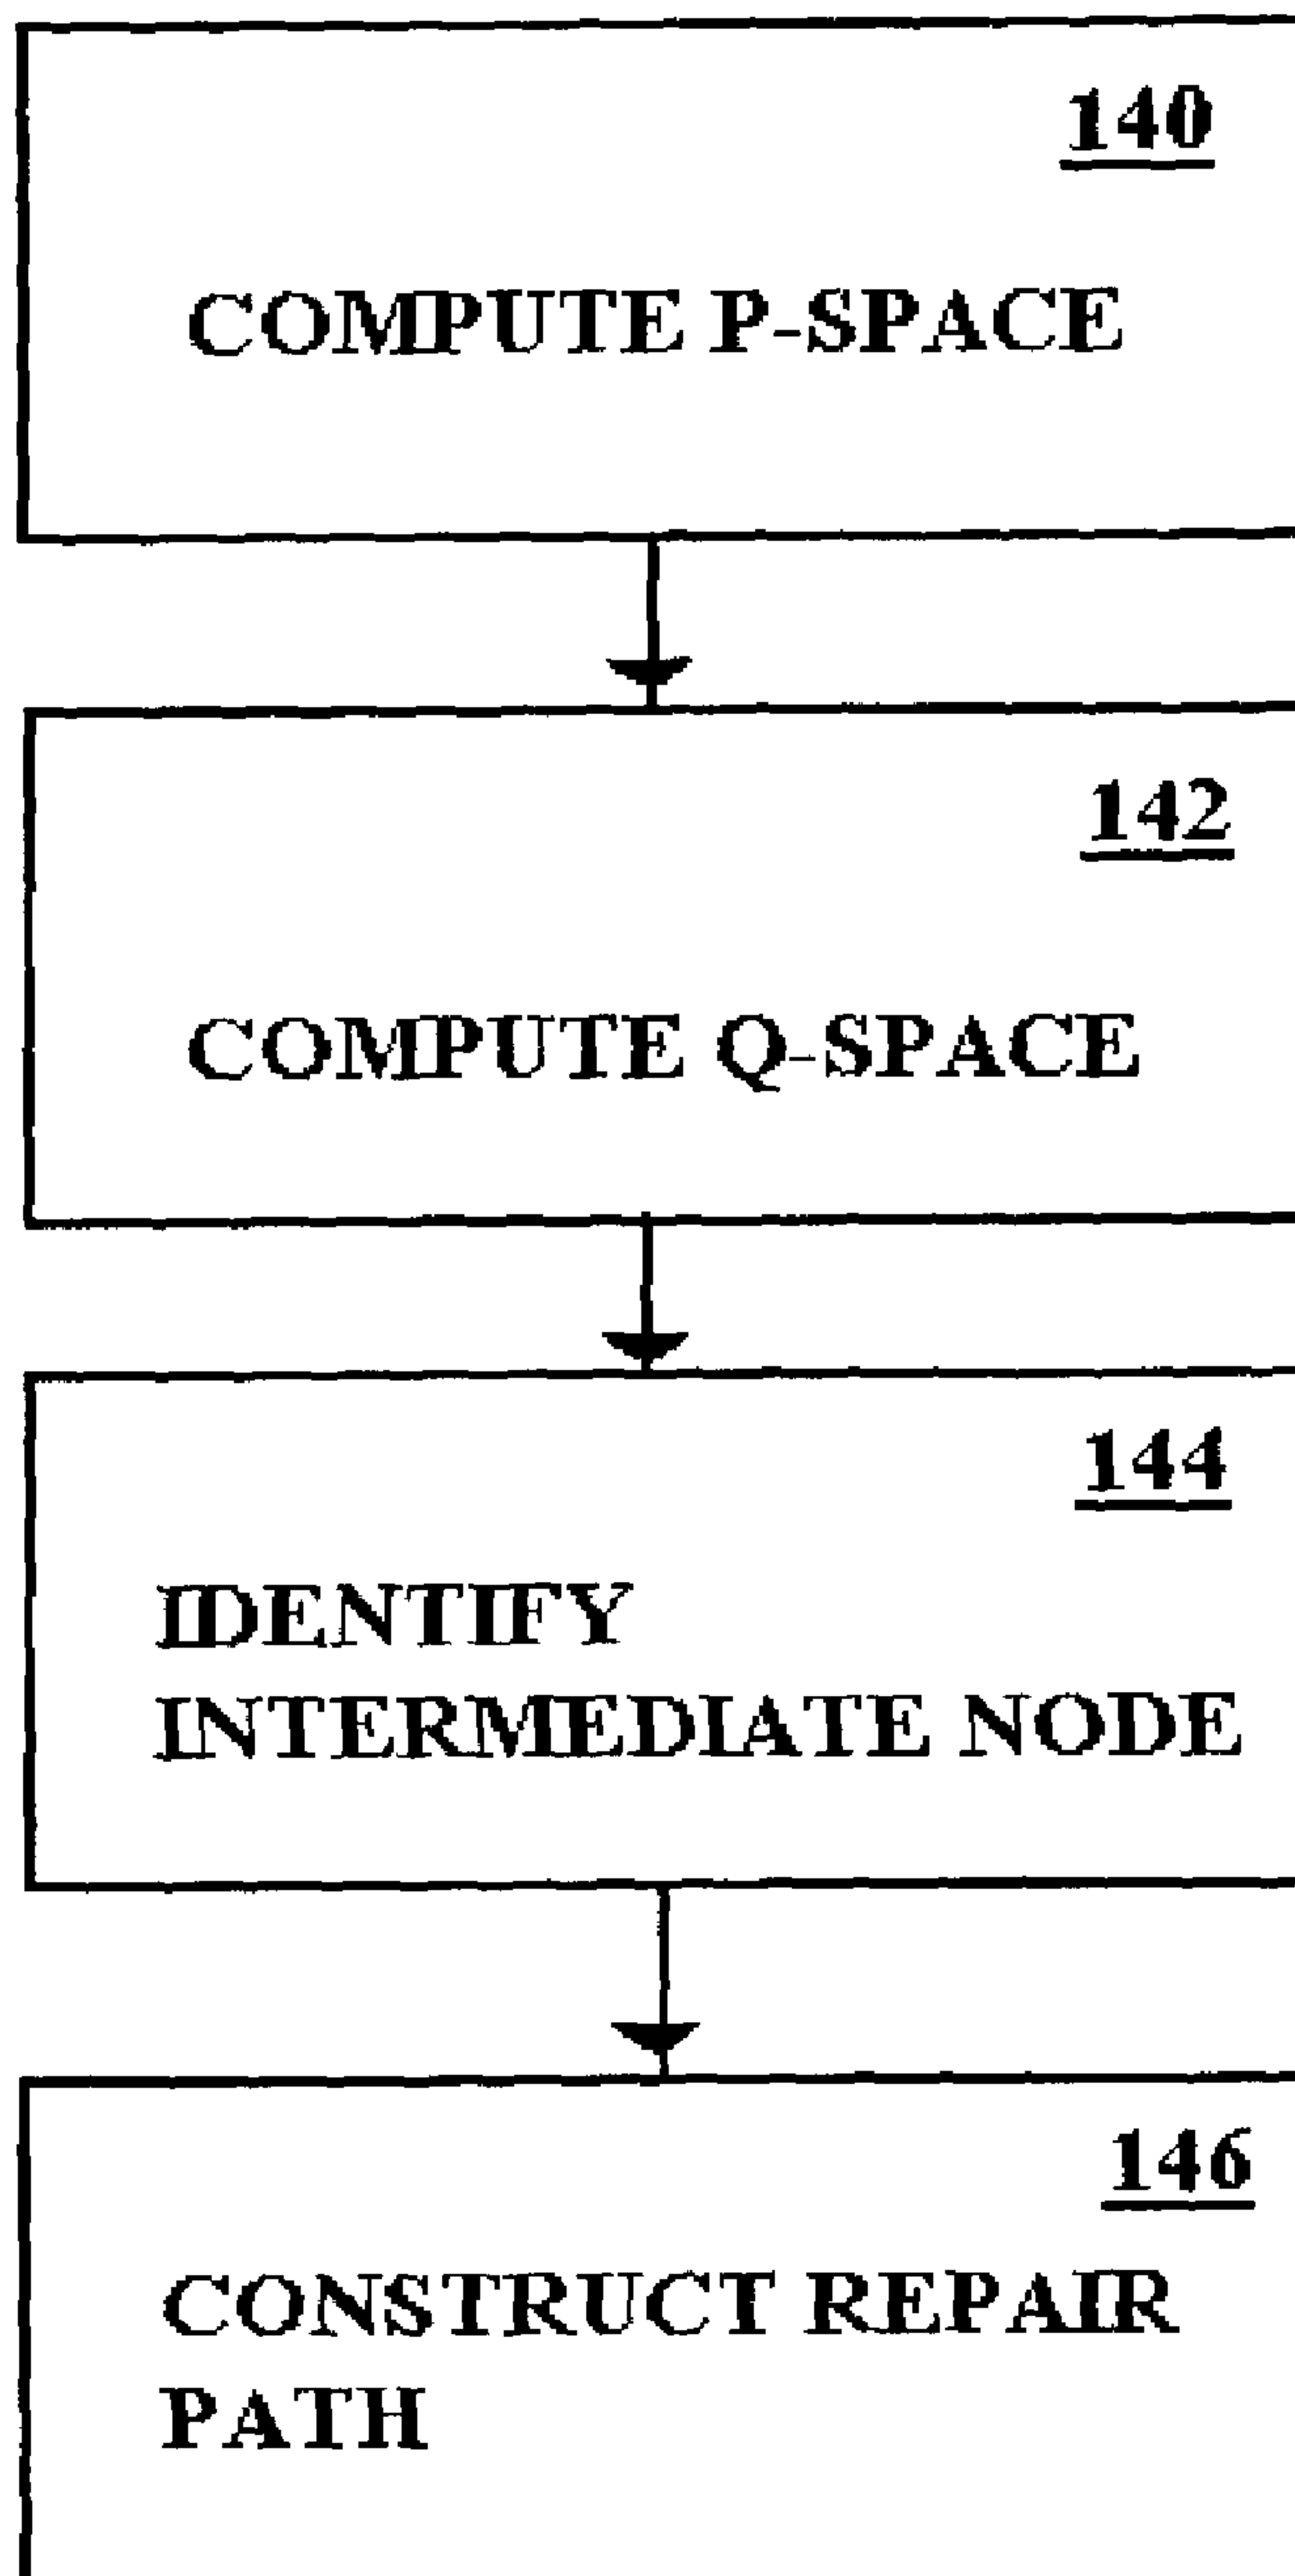 140
COMPUTE P-SPACE
142
COMPUTE Q-SPACE
144
IDENTIFY
INTERMEDIATE NODE
146
CONSTRUCT REPAIR
PATH